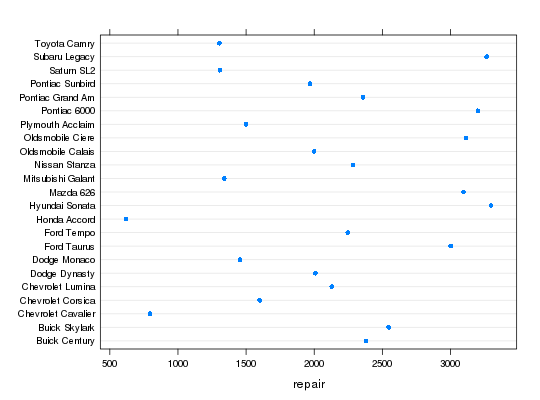 Toyota Camry
Subaru Legacy
Saturn SL2
Pontiac Sunbird
Pontiac Grand Am
Pontiac 6000
Plymouth Acclaim
Oldsmobile Ciere
Oldsmobile Calais
Nissan Stanza
Mitsubishi Galant
Mazda 626
Hyundai Sonata
Honda Accord
Ford Tempo
Ford Taurus
Dodge Monaco
Dodge Dynasty
Chevrolet Lumina
Chevrolet Corsica
Chevrolet Cavalier
Buick Skylark
Buick Century
500 1000 1500 2000 2500 3000
repair